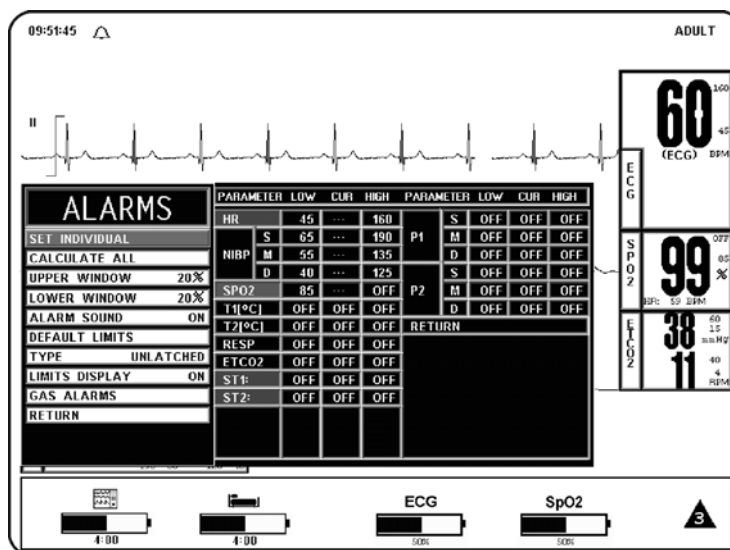 09:51:45
ADULT
II
60
160
45
(ECG) BPM
ECG
ALARMS
SET INDIVIDUAL
CALCULATE ALL
UPPER WINDOW 20%
LOWER WINDOW 20%
ALARM SOUND ON
DEFAULT LIMITS
TYPE UNLATCHED
LIMITS DISPLAY ON
GAS ALARMS
RETURN
PARAMETER LOW CUR HIGH PARAMETER LOW CUR HIGH
HR 45 --- 160 S OFF OFF OFF
NIBP S 65 --- 190 P1 M OFF OFF OFF
M 55 --- 135 D OFF OFF OFF
D 40 --- 125 S OFF OFF OFF
SPO2 85 --- OFF P2 M OFF OFF OFF
T1[ºC] OFF OFF OFF D OFF OFF OFF
T2[ºC] OFF OFF OFF RETURN
RESP OFF OFF OFF
ETCO2 OFF OFF OFF
ST1: OFF OFF OFF
ST2: OFF OFF OFF
SPO2
99
OFF
85
%
HR: 59 BPM
ETCO2
38
60
15
mmHg
11
40
4
RPM
4:00
4:00
ECG
50%
SpO2
50%
3